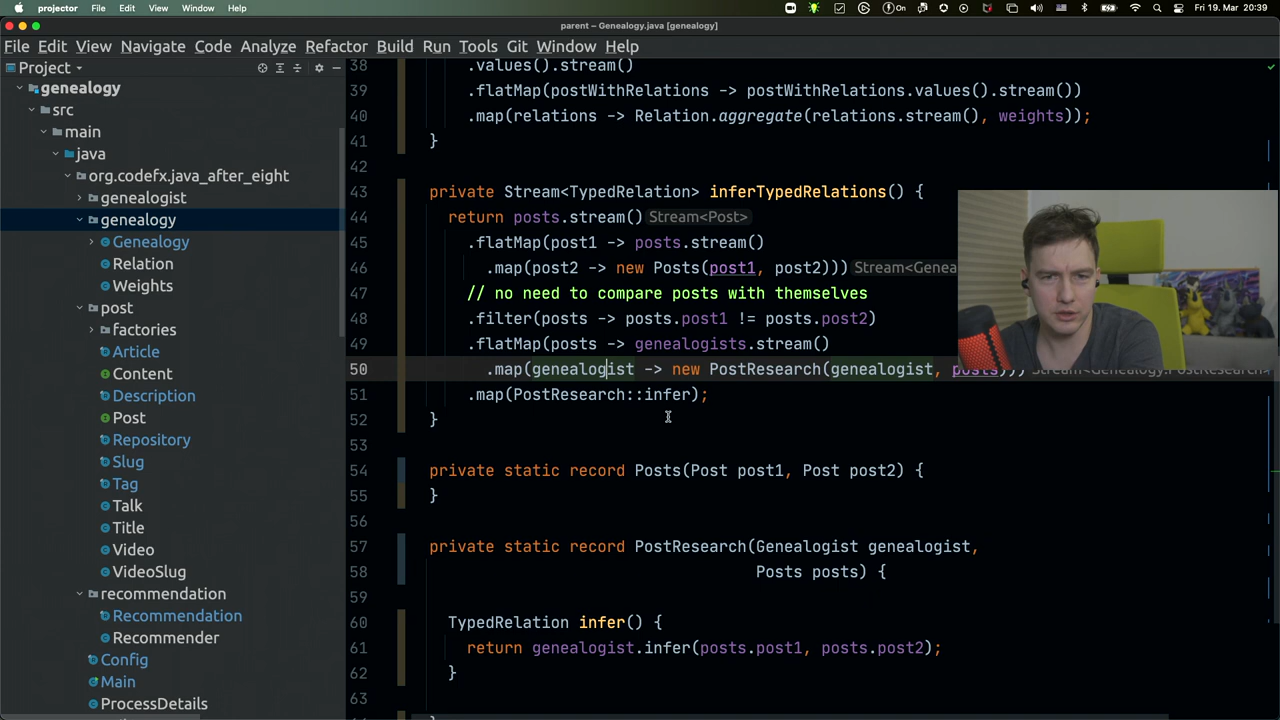 projector File Edit View Window Help
On Fri 19. Mar 20:39
parent – Genealogy.java [genealogy]
File Edit View Navigate Code Analyze Refactor Build Run Tools Git Window Help
Project
genealogy
src
main
java
org.codefx.java_after_eight
genealogist
genealogy
Genealogy
Relation
Weights
post
factories
Article
Content
Description
Post
Repository
Slug
Tag
Talk
Title
Video
VideoSlug
recommendation
Recommendation
Recommender
Config
Main
ProcessDetails
38 .values().stream()
39 .flatMap(postWithRelations -> postWithRelations.values().stream())
40 .map(relations -> Relation.aggregate(relations.stream(), weights));
41 }
42
43 private Stream<TypedRelation> inferTypedRelations() {
44 return posts.stream() Stream<Post>
45 .flatMap(post1 -> posts.stream()
46 .map(post2 -> new Posts(post1, post2))) Stream<Genea
47 // no need to compare posts with themselves
48 .filter(posts -> posts.post1 != posts.post2)
49 .flatMap(posts -> genealogists.stream()
50 .map(genealogist -> new PostResearch(genealogist, posts))) Stream<Genealogy.PostResearch>
51 .map(PostResearch::infer);
52 }
53
54 private static record Posts(Post post1, Post post2) {
55 }
56
57 private static record PostResearch(Genealogist genealogist,
58 Posts posts) {
59
60 TypedRelation infer() {
61 return genealogist.infer(posts.post1, posts.post2);
62 }
63